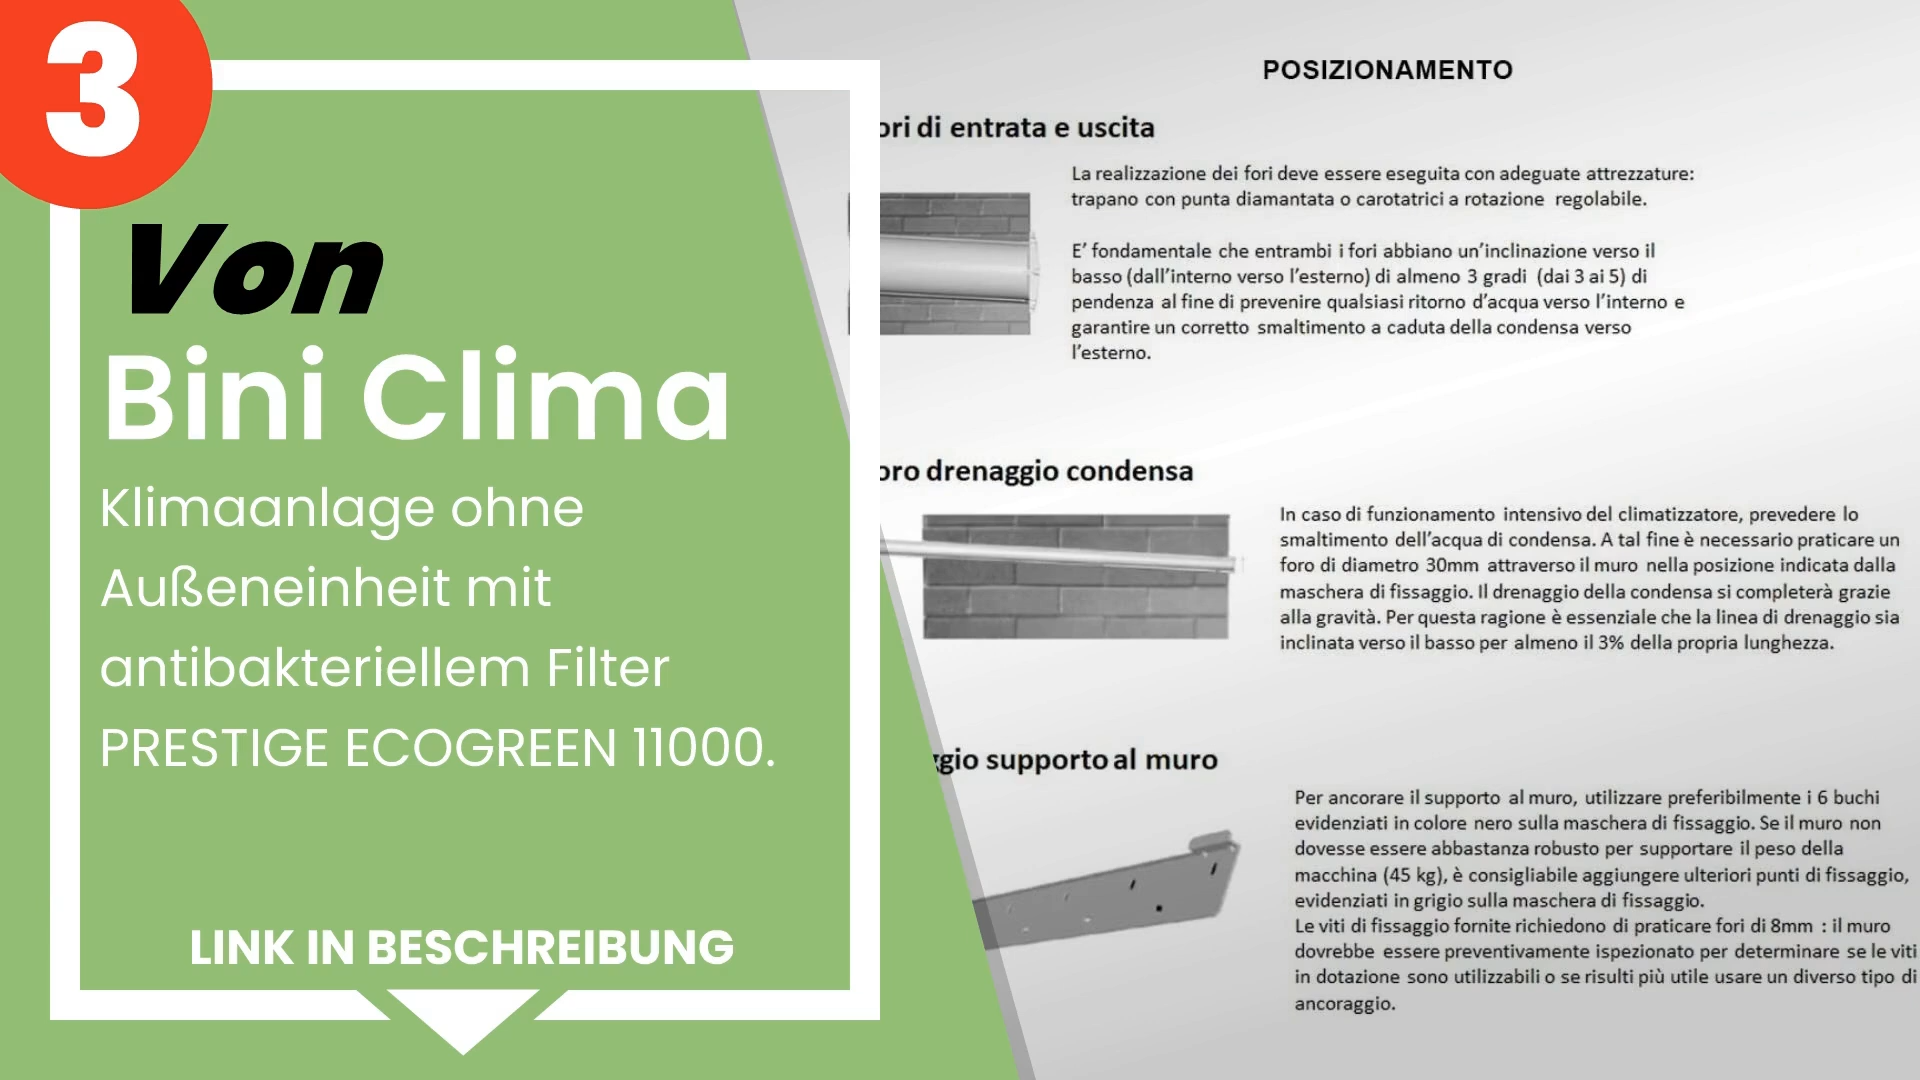 3
Von
Bini Clima
Klimaanlage ohne
Außeneinheit mit
antibakteriellem Filter
PRESTIGE ECOGREEN 11000.
LINK IN BESCHREIBUNG
POSIZIONAMENTO
ori di entrata e uscita
La realizzazione dei fori deve essere eseguita con adeguate attrezzature:
trapano con punta diamantata o carotatrici a rotazione regolabile.
E' fondamentale che entrambi i fori abbiano un'inclinazione verso il
basso (dall'interno verso l'esterno) di almeno 3 gradi (dai 3 ai 5) di
pendenza al fine di prevenire qualsiasi ritorno d'acqua verso l'interno e
garantire un corretto smaltimento a caduta della condensa verso
l'esterno.
oro drenaggio condensa
In caso di funzionamento intensivo del climatizzatore, prevedere lo
smaltimento dell'acqua di condensa. A tal fine è necessario praticare un
foro di diametro 30mm attraverso il muro nella posizione indicata dalla
maschera di fissaggio. Il drenaggio della condensa si completerà grazie
alla gravità. Per questa ragione è essenziale che la linea di drenaggio sia
inclinata verso il basso per almeno il 3% della propria lunghezza.
ggio supporto al muro
Per ancorare il supporto al muro, utilizzare preferibilmente i 6 buchi
evidenziati in colore nero sulla maschera di fissaggio. Se il muro non
dovesse essere abbastanza robusto per supportare il peso della
macchina (45 kg), è consigliabile aggiungere ulteriori punti di fissaggio,
evidenziati in grigio sulla maschera di fissaggio.
Le viti di fissaggio fornite richiedono di praticare fori di 8mm : il muro
dovrebbe essere preventivamente ispezionato per determinare se le viti
in dotazione sono utilizzabili o se risulti più utile usare un diverso tipo di
ancoraggio.